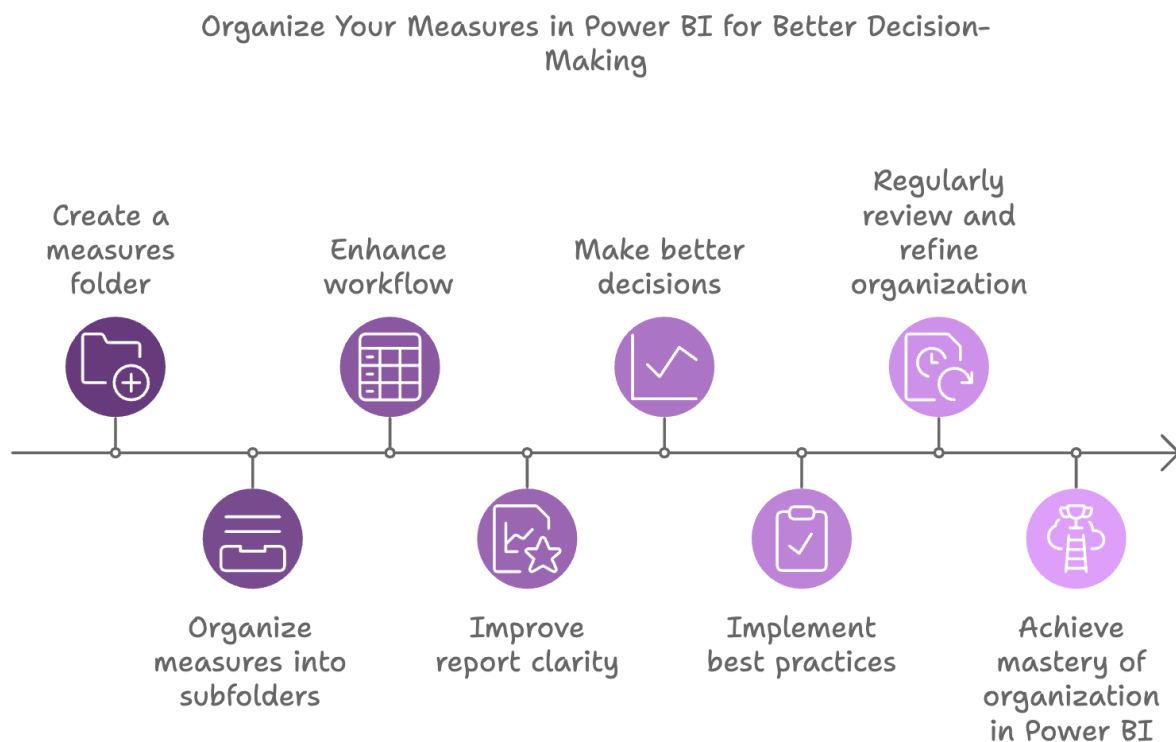 Organize Your Measures in Power BI for Better Decision-
Making
Create a
measures
folder
Organize
measures into
subfolders
Enhance
workflow
Improve
report clarity
Make better
decisions
Implement
best practices
Regularly
review and
refine
organization
Achieve
mastery of
organization
in Power BI